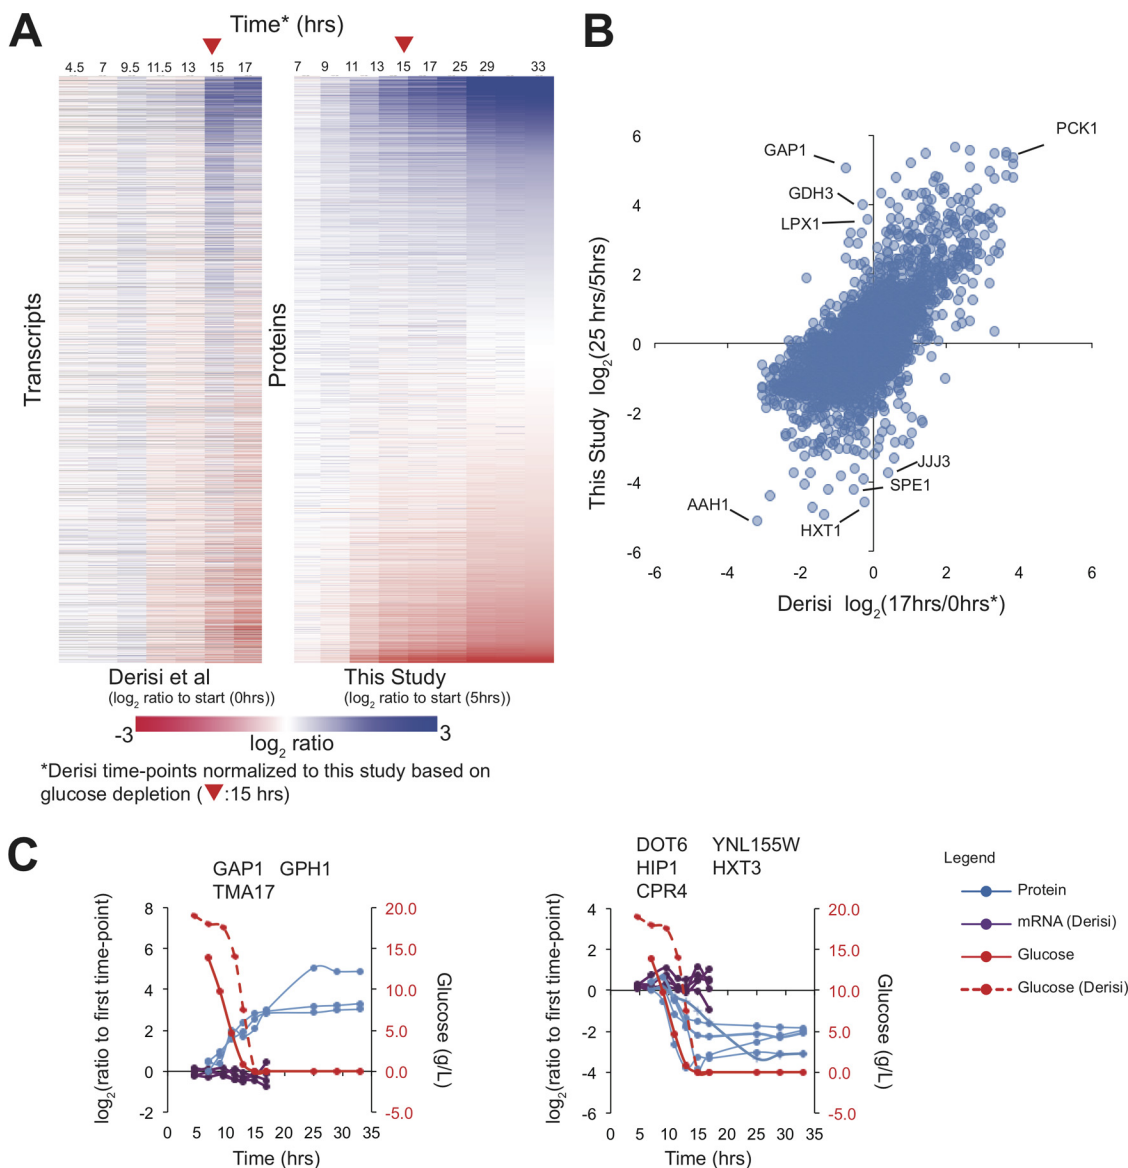 A
Time* (hrs)
4.5 7 9.5 11.5 13 15 17
7 9 11 13 15 17 25 29 33
Transcripts
Proteins
Derisi et al
(log2 ratio to start (0hrs))
This Study
(log2 ratio to start (5hrs))
-3
3
log2 ratio
*Derisi time-points normalized to this study based on
glucose depletion (▼:15 hrs)
B
6
4
2
0
-2
-4
-6
This Study log2(25 hrs/5hrs)
PCK1
GAP1
GDH3
LPX1
JJJ3
SPE1
AAH1
HXT1
-6 -4 -2 0 2 4 6
Derisi log2(17hrs/0hrs*)
C
GAP1 GPH1
TMA17
log2(ratio to first time-point)
8
6
4
2
0
-2
20.0
15.0
10.0
5.0
0.0
-5.0
Glucose (g/L)
0 5 10 15 20 25 30 35
Time (hrs)
DOT6 YNL155W
HIP1 HXT3
CPR4
log2(ratio to first time-point)
4
2
0
-2
-4
-6
20.0
15.0
10.0
5.0
0.0
-5.0
Glucose (g/L)
0 5 10 15 20 25 30 35
Time (hrs)
Legend
Protein
mRNA (Derisi)
Glucose
Glucose (Derisi)